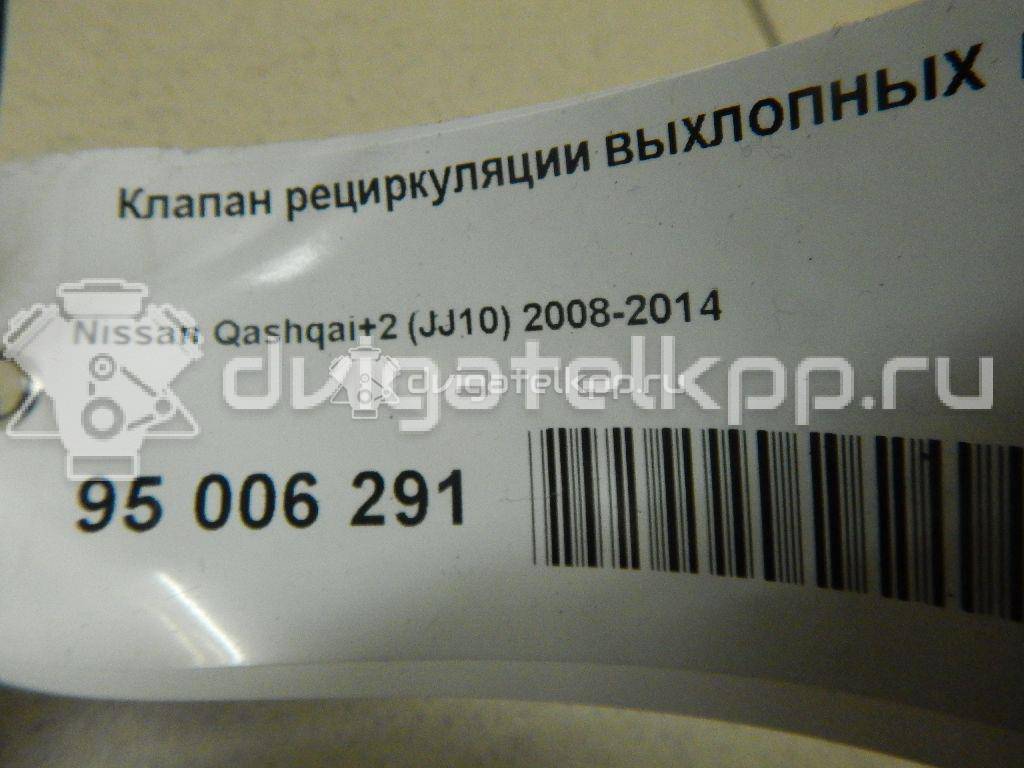 Клапан рециркуляции выхлопных
Nissan Qashqai+2 (JJ10) 2008-2014
dvigatelkpp.ru
dvigatelkpp.ru
95 006 291